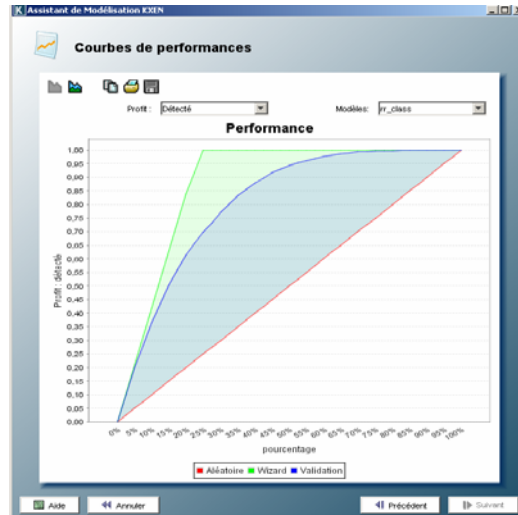 Assistant de Modélisation KXEN
Courbes de performances
Profit : Détecté
Modèles: rr_class
Performance
1,00
0,95
0,90
0,85
0,80
0,75
0,70
0,65
0,60
0,55
0,50
0,45
0,40
0,35
0,30
0,25
0,20
0,15
0,10
0,05
0,00
Profit : détecté
0% 5% 10% 15% 20% 25% 30% 35% 40% 45% 50% 55% 60% 65% 70% 75% 80% 85% 90% 95% 100%
pourcentage
Aléatoire Wizard Validation
Aide Annuler Précédent Suivant